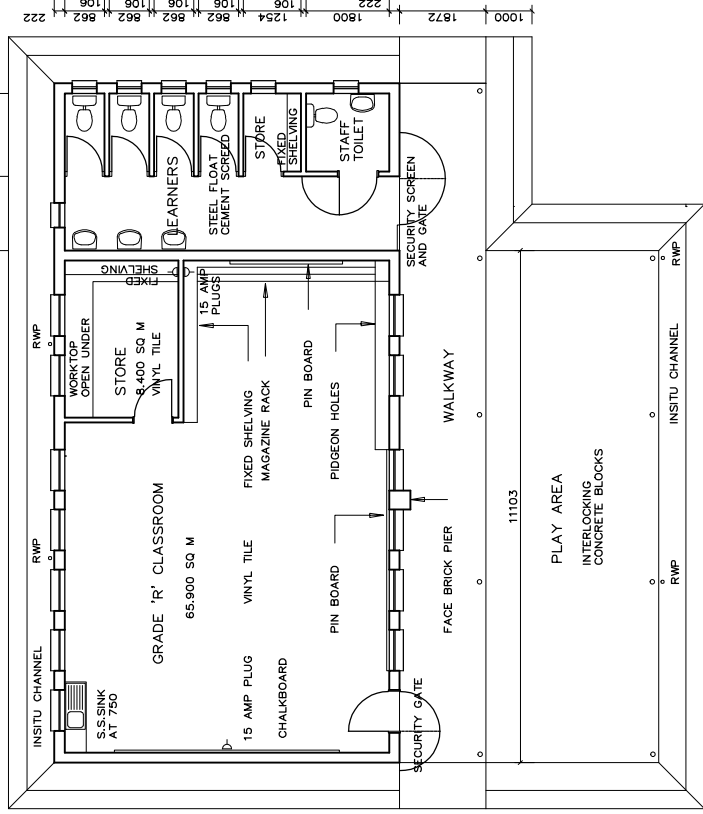 222
862
106
862
106
862
106
862
106
1254
106
1800
222
1872
1000
LEARNERS
STEEL FLOAT
CEMENT SCREED
STORE
FIXED
SHELVING
STAFF
TOILET
SECURITY SCREEN
AND GATE
FIXED
SHELVING
15 AMP
PLUGS
WORKTOP
OPEN UNDER
STORE
8.400 SQ M
VINYL TILE
RWP
RWP
INSITU CHANNEL
GRADE 'R' CLASSROOM
65.900 SQ M
VINYL TILE
FIXED SHELVING
MAGAZINE RACK
PIN BOARD
PIDGEON HOLES
PIN BOARD
S.S.SINK
AT 750
15 AMP PLUG
CHALKBOARD
WALKWAY
FACE BRICK PIER
SECURITY GATE
11103
PLAY AREA
INTERLOCKING
CONCRETE BLOCKS
RWP
INSITU CHANNEL
RWP